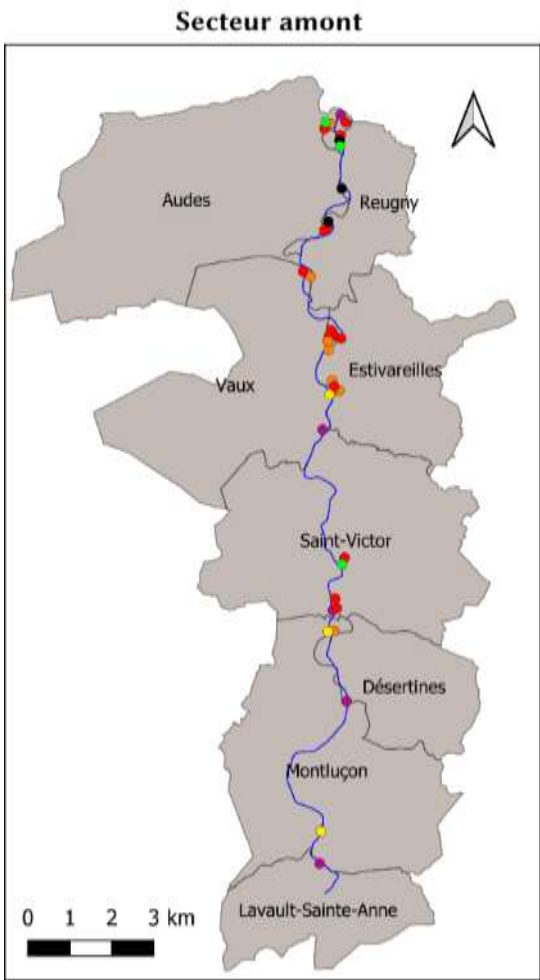 Secteur amont
Audes
Reugny
Estivareilles
Vaux
Saint-Victor
Désertines
Montluçon
Lavault-Sainte-Anne
0 1 2 3 km